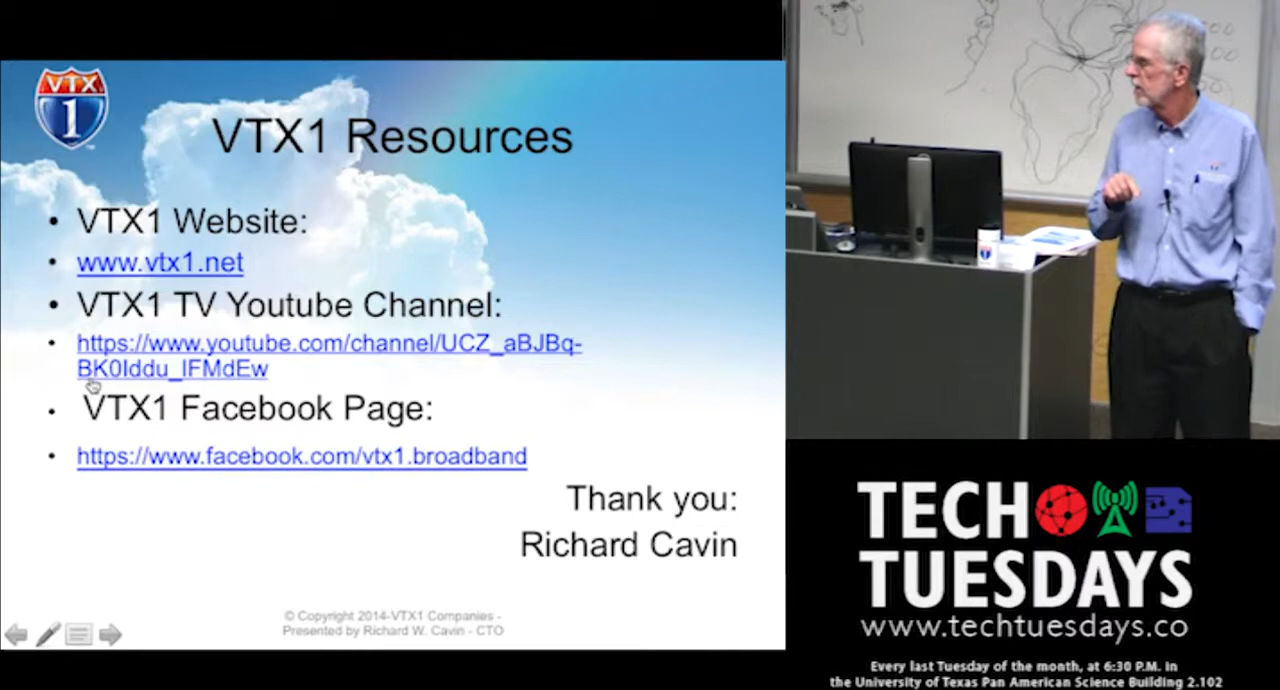 VTX
1
VTX1 Resources
• VTX1 Website:
• www.vtx1.net
• VTX1 TV Youtube Channel:
• https://www.youtube.com/channel/UCZ_aBJBq-
BK0Iddu_lFMdEw
• VTX1 Facebook Page:
• https://www.facebook.com/vtx1.broadband
Thank you:
Richard Cavin
© Copyright 2014-VTX1 Companies -
Presented by Richard W. Cavin - CTO
TECH
TUESDAYS
www.techtuesdays.co
Every last Tuesday of the month, at 6:30 P.M. in
the University of Texas Pan American Science Building 2.102